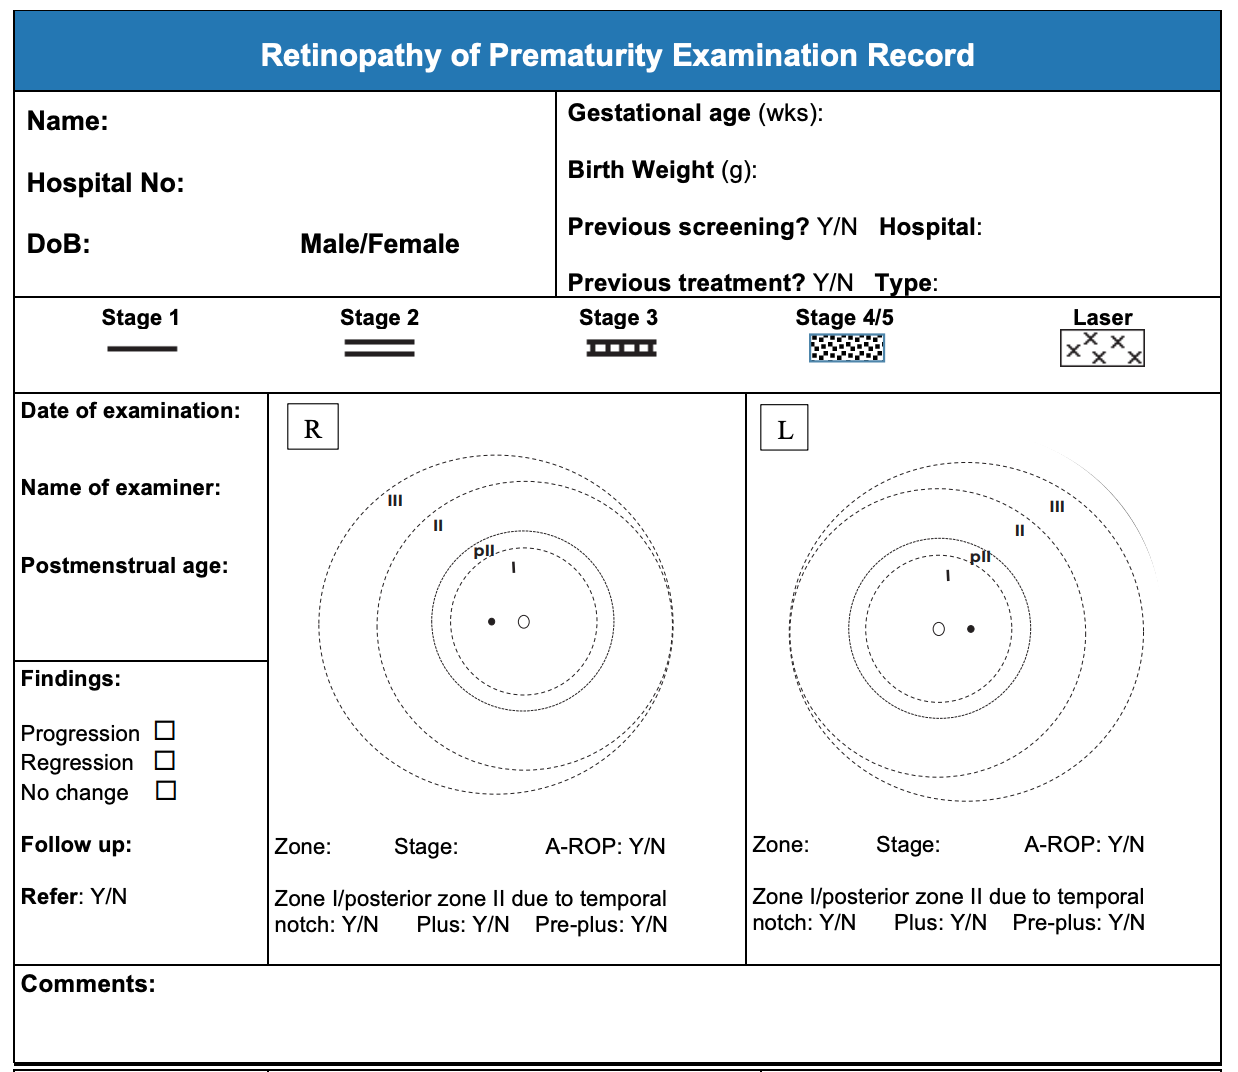 Retinopathy of Prematurity Examination Record
Name:
Hospital No:
DoB: Male/Female
Gestational age (wks):
Birth Weight (g):
Previous screening? Y/N Hospital:
Previous treatment? Y/N Type:
Stage 1 Stage 2 Stage 3 Stage 4/5 Laser
Date of examination:
Name of examiner:
Postmenstrual age:
Findings:
Progression ☐
Regression ☐
No change ☐
Follow up:
Refer: Y/N
R
III
II
pII
I
Zone: Stage: A-ROP: Y/N
Zone I/posterior zone II due to temporal
notch: Y/N Plus: Y/N Pre-plus: Y/N
L
III
II
pII
I
Zone: Stage: A-ROP: Y/N
Zone I/posterior zone II due to temporal
notch: Y/N Plus: Y/N Pre-plus: Y/N
Comments: